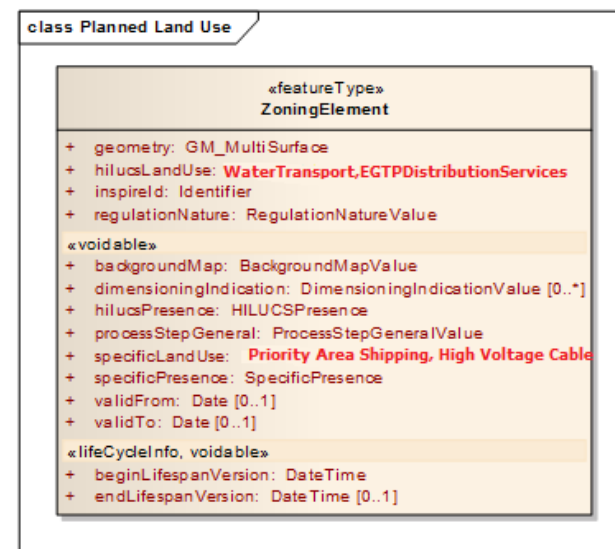 class Planned Land Use
«featureType»
ZoningElement
+ geometry: GM_MultiSurface
+ hilucsLandUse: WaterTransport,EGTPDistributionServices
+ inspireId: Identifier
+ regulationNature: RegulationNatureValue
«voidable»
+ backgroundMap: BackgroundMapValue
+ dimensioningIndication: DimensioningIndicationValue [0..*]
+ hilucsPresence: HILUCSPresence
+ processStepGeneral: ProcessStepGeneralValue
+ specificLandUse: Priority Area Shipping, High Voltage Cable
+ specificPresence: SpecificPresence
+ validFrom: Date [0..1]
+ validTo: Date [0..1]
«lifeCycleInfo, voidable»
+ beginLifespanVersion: DateTime
+ endLifespanVersion: DateTime [0..1]